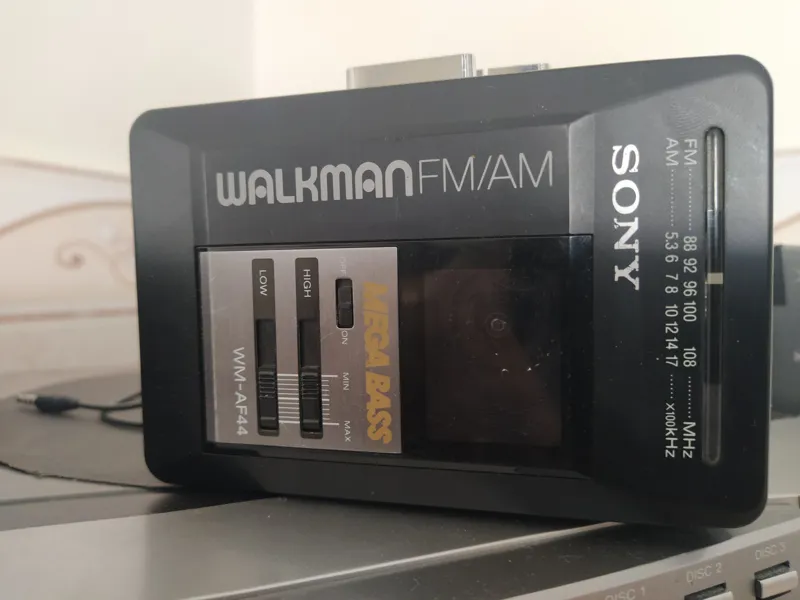 WALKMAN FM/AM
SONY
FM 88 92 96 100 108 MHz
AM 5.3 6 7 8 10 12 14 17 x100kHz
MEGA BASS
ON
HIGH
LOW
MIN
MAX
WM-AF44
DISC 1
DISC 2
DISC 3